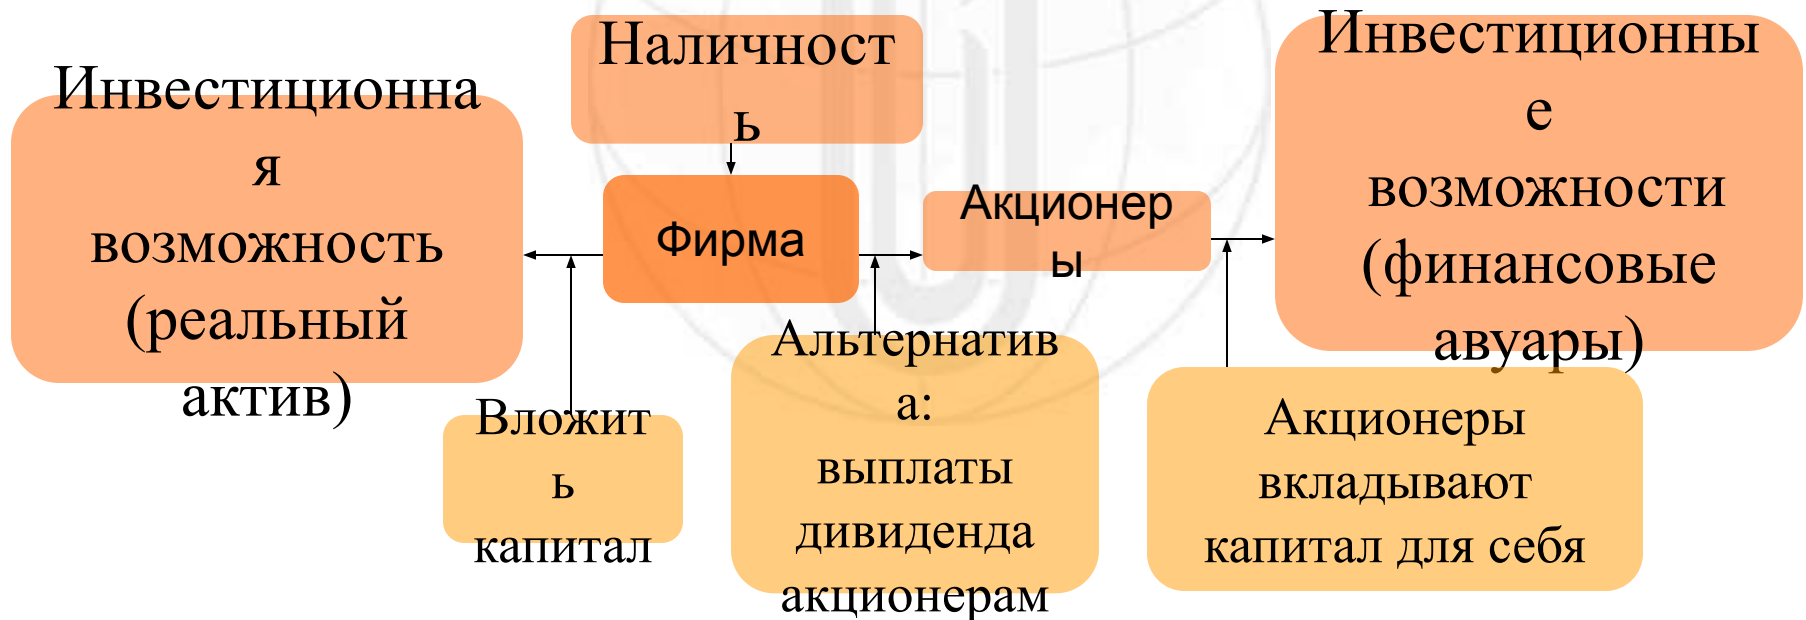 Наличност
ь
Инвестиционна
я
возможность
(реальный
актив)
Фирма
Акционер
ы
Инвестиционны
е
возможности
(финансовые
авуары)
Вложит
ь
капитал
Альтернатив
а:
выплаты
дивиденда
акционерам
Акционеры
вкладывают
капитал для себя